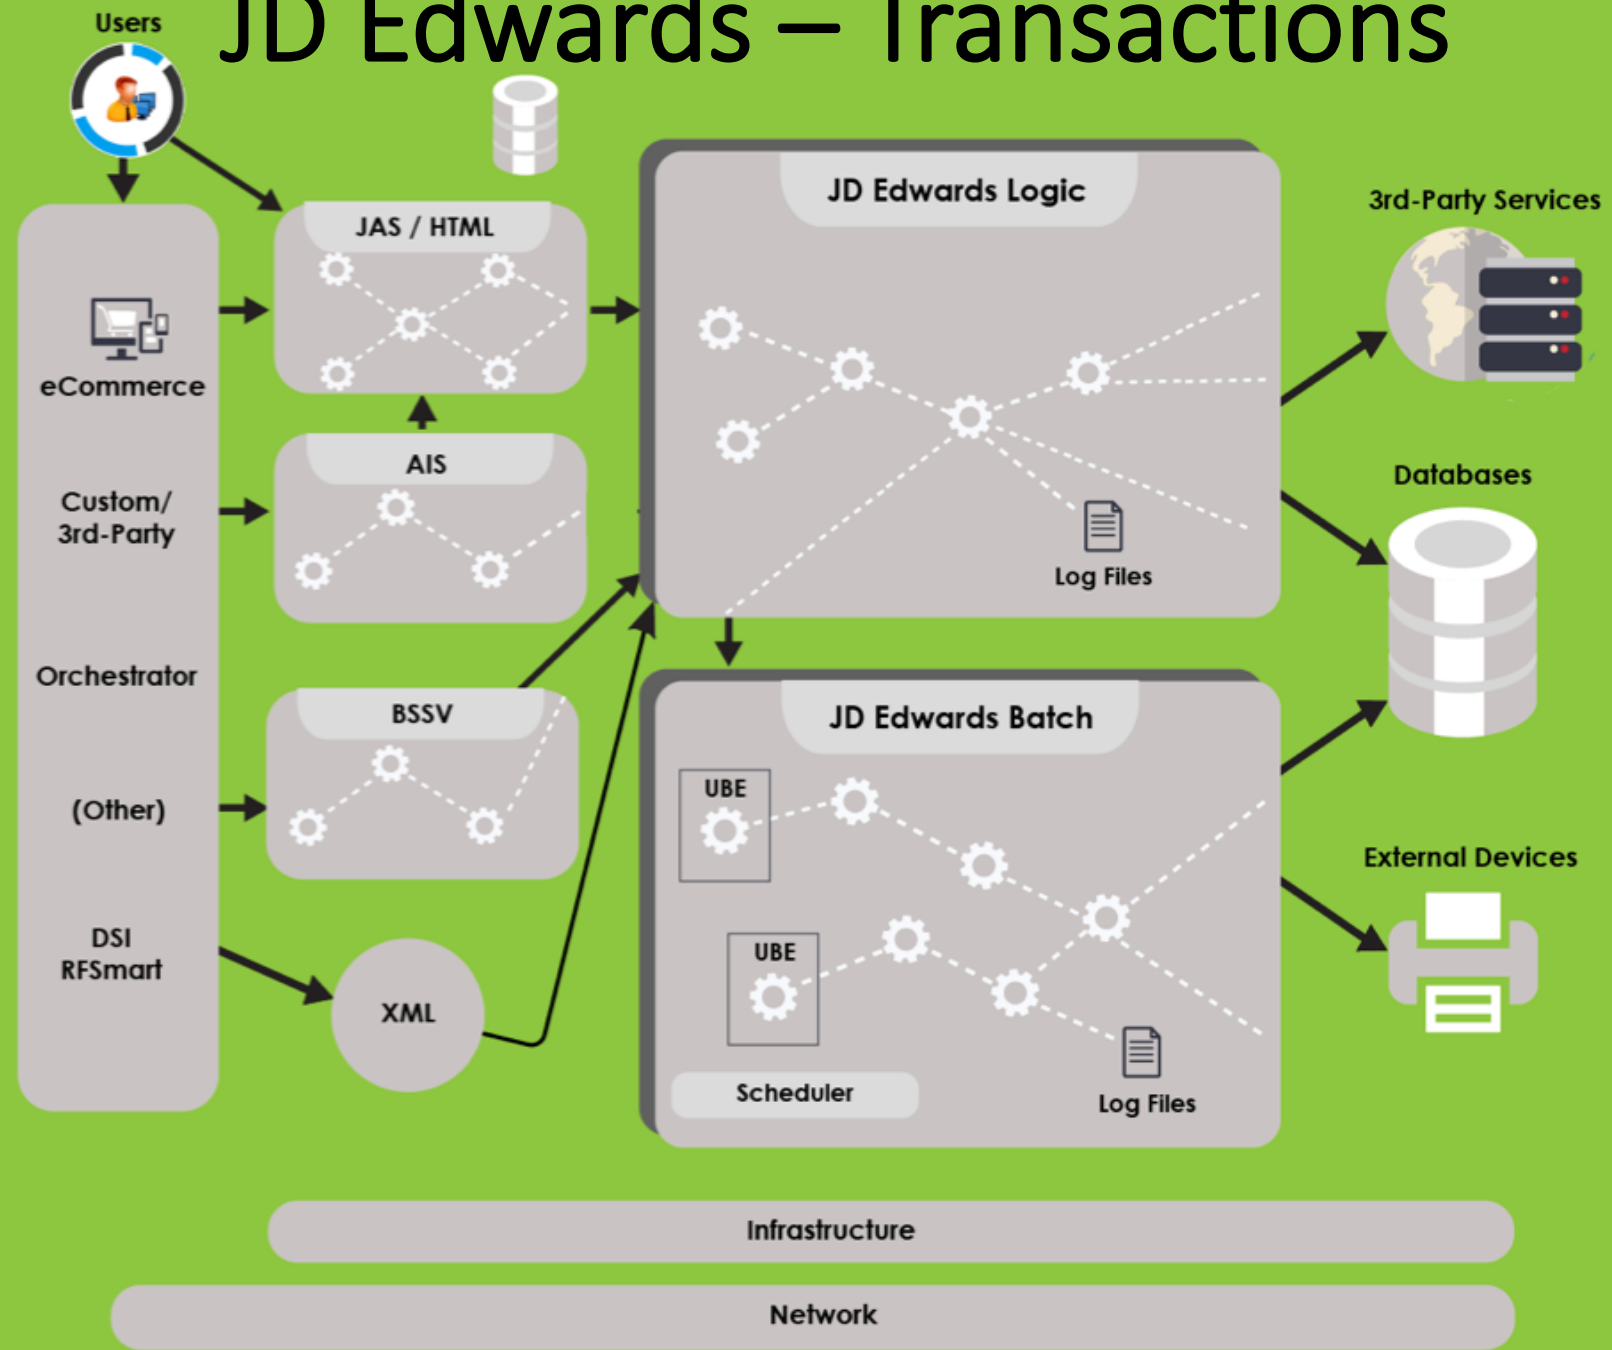 JD Edwards – Transactions
Users
JAS / HTML
JD Edwards Logic
3rd-Party Services
eCommerce
AIS
Custom/
3rd-Party
Databases
Log Files
Orchestrator
BSSV
JD Edwards Batch
UBE
(Other)
External Devices
DSI
RFSmart
UBE
XML
Scheduler
Log Files
Infrastructure
Network